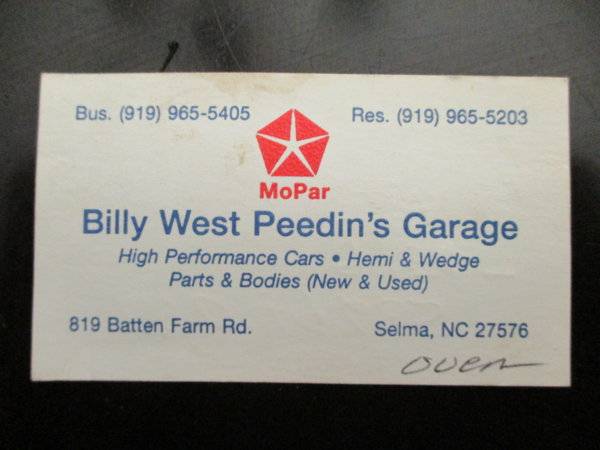 Bus. (919) 965-5405 Res. (919) 965-5203
MoPar
Billy West Peedin's Garage
High Performance Cars • Hemi & Wedge
Parts & Bodies (New & Used)
819 Batten Farm Rd. Selma, NC 27576
over